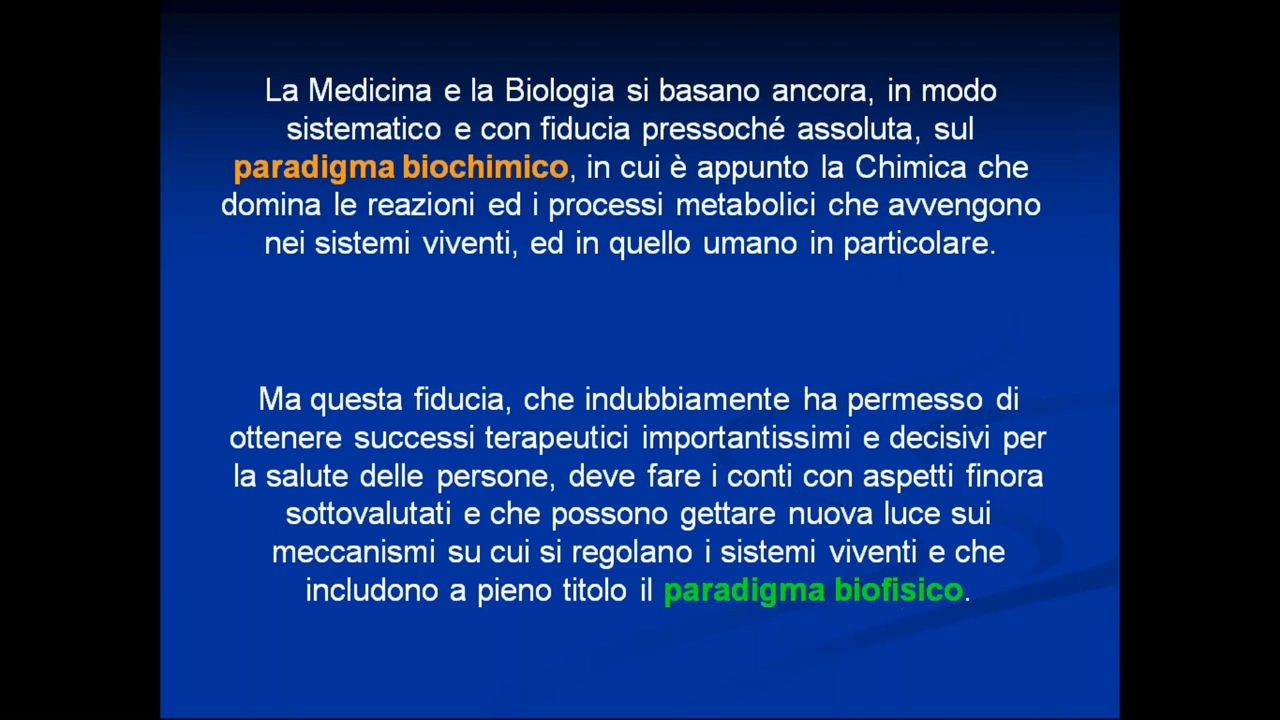 La Medicina e la Biologia si basano ancora, in modo
sistematico e con fiducia pressoché assoluta, sul
paradigma biochimico, in cui è appunto la Chimica che
domina le reazioni ed i processi metabolici che avvengono
nei sistemi viventi, ed in quello umano in particolare.
Ma questa fiducia, che indubbiamente ha permesso di
ottenere successi terapeutici importantissimi e decisivi per
la salute delle persone, deve fare i conti con aspetti finora
sottovalutati e che possono gettare nuova luce sui
meccanismi su cui si regolano i sistemi viventi e che
includono a pieno titolo il paradigma biofisico.